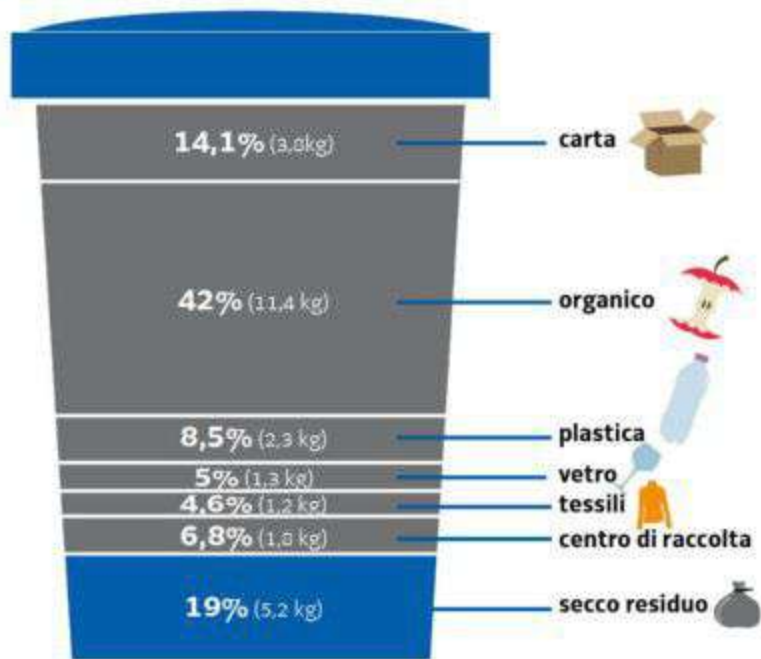 14,1% (3,8kg) carta
42% (11,4 kg) organico
8,5% (2,3 kg) plastica
5% (1,3 kg) vetro
4,6% (1,2 kg) tessili
6,8% (1,8 kg) centro di raccolta
19% (5,2 kg) secco residuo